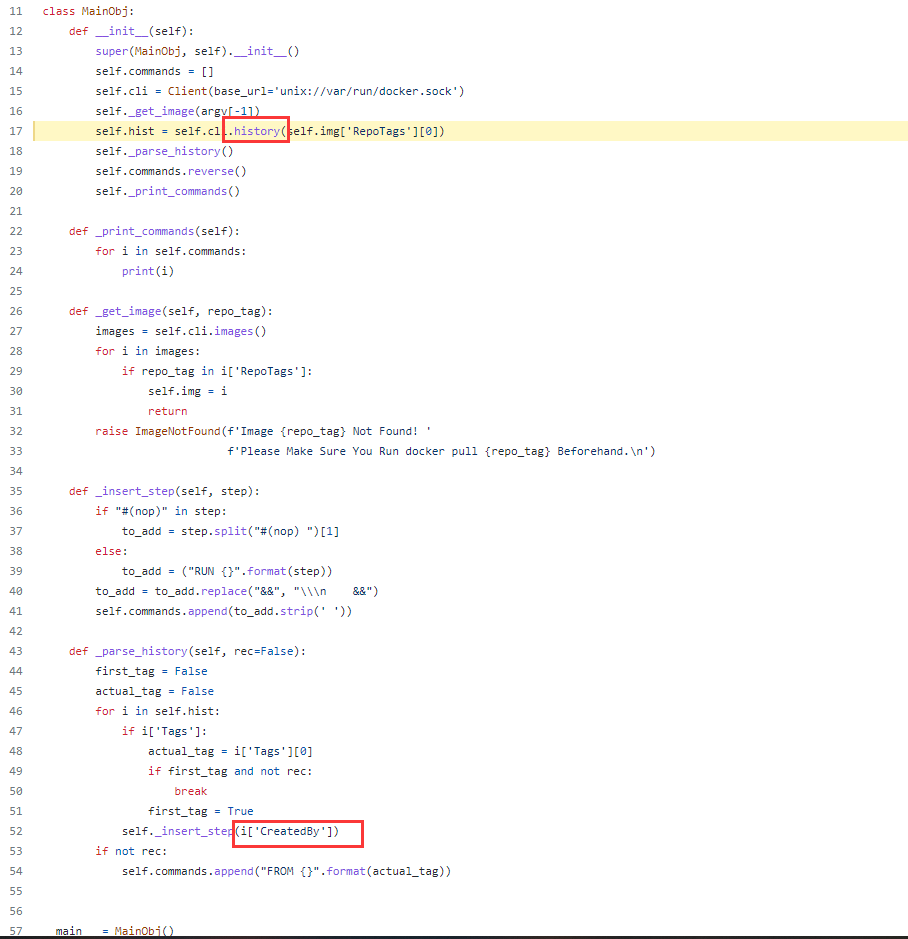 11 class MainObj:
12     def __init__(self):
13         super(MainObj, self).__init__()
14         self.commands = []
15         self.cli = Client(base_url='unix://var/run/docker.sock')
16         self._get_image(argv[-1])
17         self.hist = self.cli.history(self.img['RepoTags'][0])
18         self._parse_history()
19         self.commands.reverse()
20         self._print_commands()
21
22     def _print_commands(self):
23         for i in self.commands:
24             print(i)
25
26     def _get_image(self, repo_tag):
27         images = self.cli.images()
28         for i in images:
29             if repo_tag in i['RepoTags']:
30                 self.img = i
31                 return
32         raise ImageNotFound(f'Image {repo_tag} Not Found! '
33                             f'Please Make Sure You Run docker pull {repo_tag} Beforehand.\n')
34
35     def _insert_step(self, step):
36         if "#(nop)" in step:
37             to_add = step.split("#(nop) ")[1]
38         else:
39             to_add = ("RUN {}".format(step))
40         to_add = to_add.replace("&&", "\\\n    &&")
41         self.commands.append(to_add.strip(' '))
42
43     def _parse_history(self, rec=False):
44         first_tag = False
45         actual_tag = False
46         for i in self.hist:
47             if i['Tags']:
48                 actual_tag = i['Tags'][0]
49                 if first_tag and not rec:
50                     break
51                 first_tag = True
52             self._insert_step(i['CreatedBy'])
53         if not rec:
54             self.commands.append("FROM {}".format(actual_tag))
55
56
57 __main__ = MainObj()